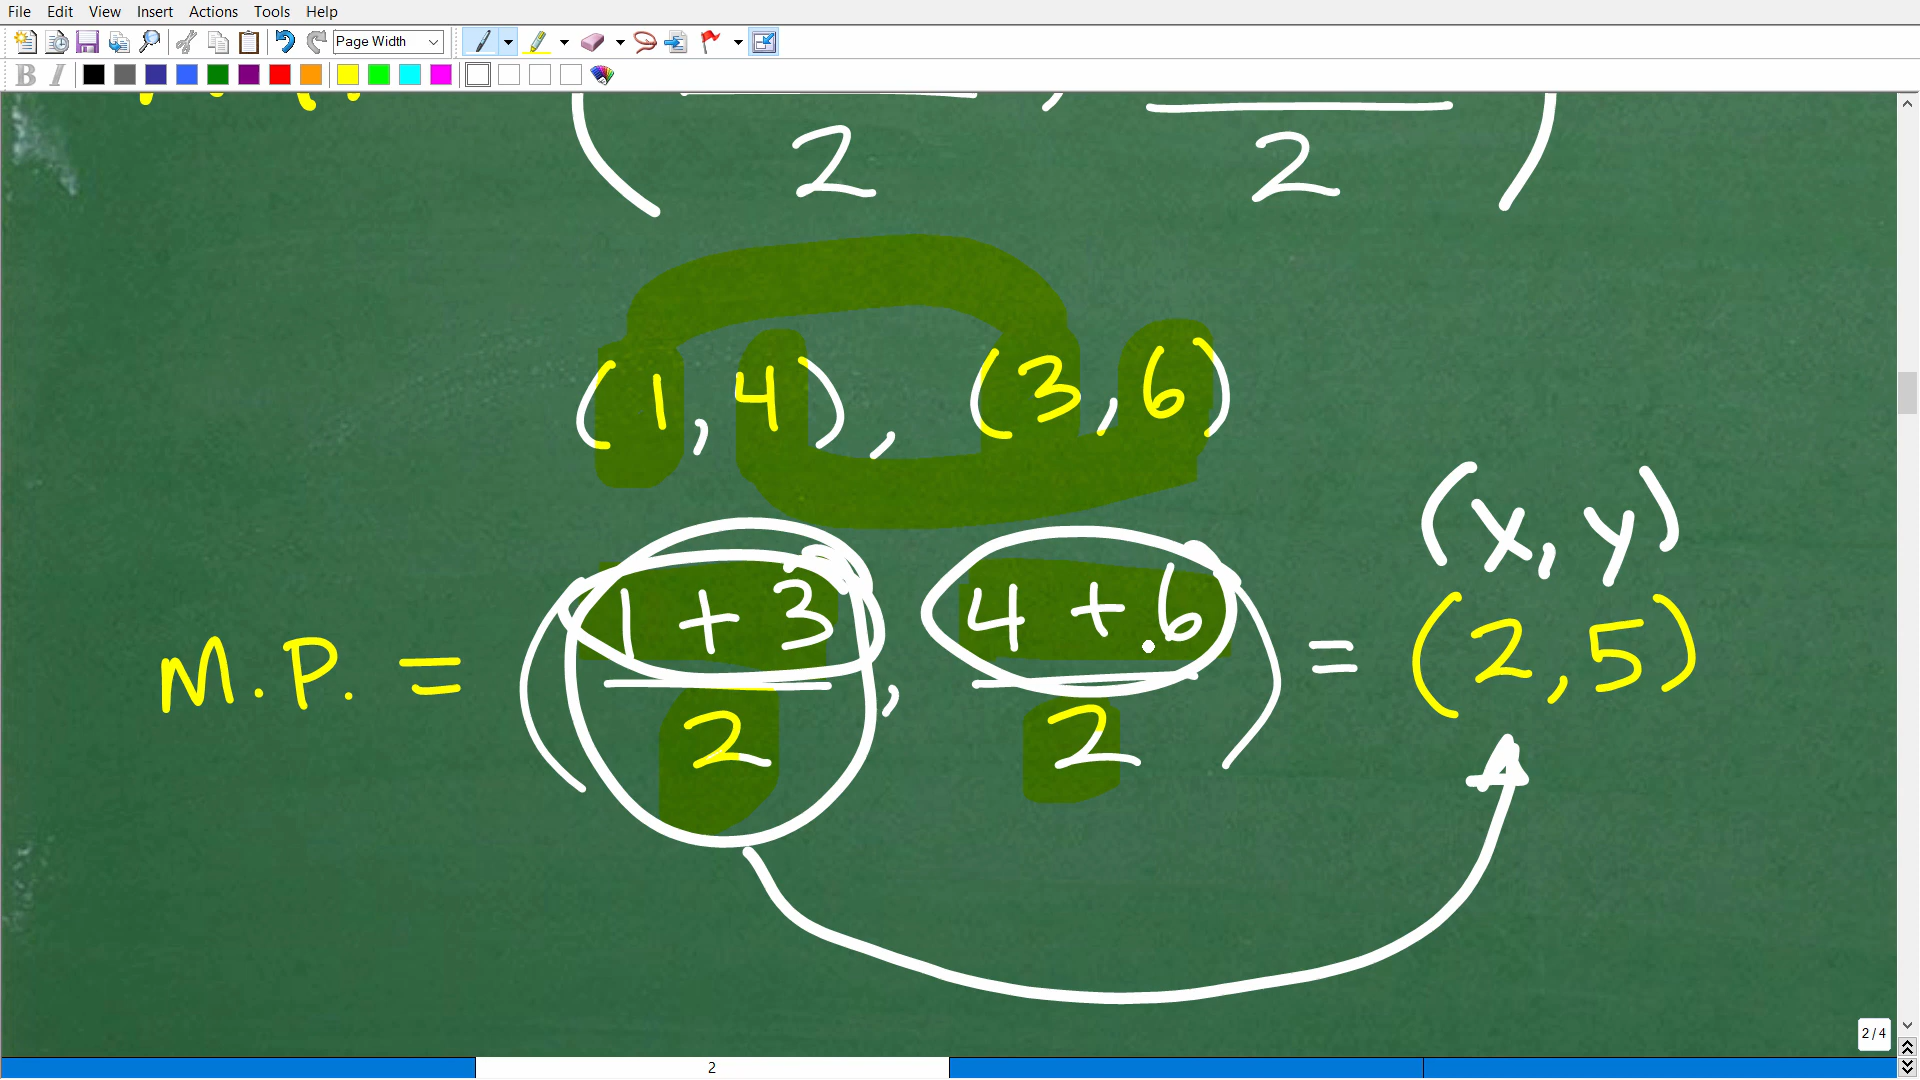 File Edit View Insert Actions Tools Help
Page Width
B I
2 2
(1,4), (3,6)
(x,y)
M.P. = (1+3/2, 4+6/2) = (2,5)
2/4
2